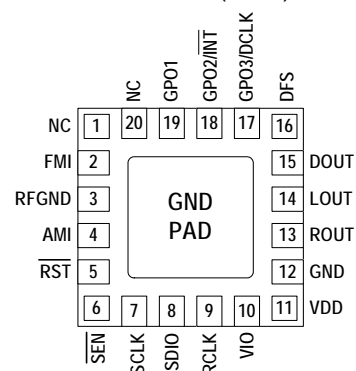 NC
GPO1
GPO2/INT
GPO3/DCLK
DFS
NC 1 20 19 18 17 16
FMI 2 15 DOUT
RFGND 3 14 LOUT
GND
PAD
AMI 4 13 ROUT
RST 5 12 GND
6 7 8 9 10 11 VDD
SEN
SCLK
SDIO
RCLK
VIO